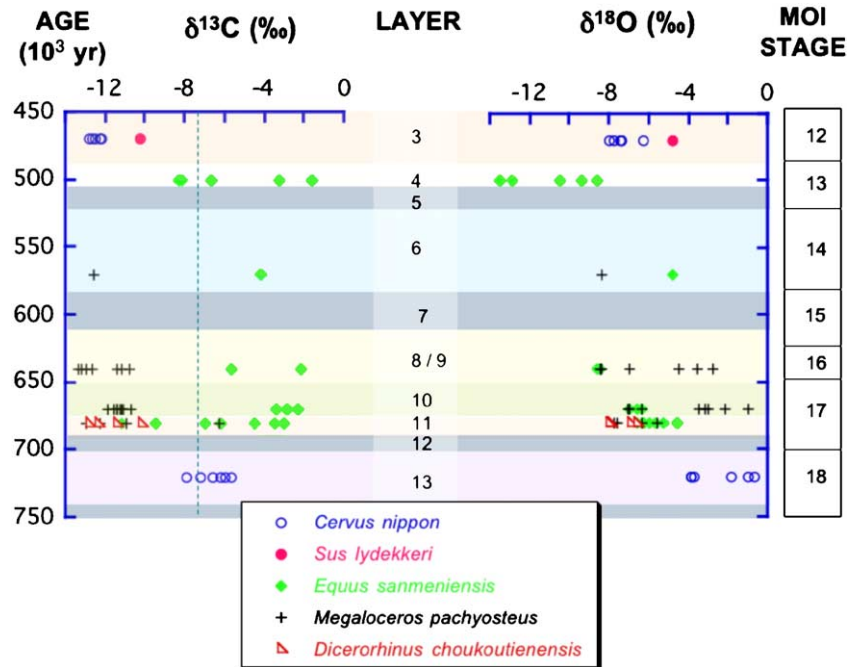 AGE (10³ yr) δ¹³C (‰) LAYER δ¹⁸O (‰) MOI STAGE
-12 -8 -4 0 -12 -8 -4 0
450
3 12
500 4 13
5
550 6 14
600 7 15
8 / 9 16
650
10 17
11
700 12
13 18
750
Cervus nippon
Sus lydekkeri
Equus sanmeniensis
Megaloceros pachyosteus
Dicerorhinus choukoutienensis